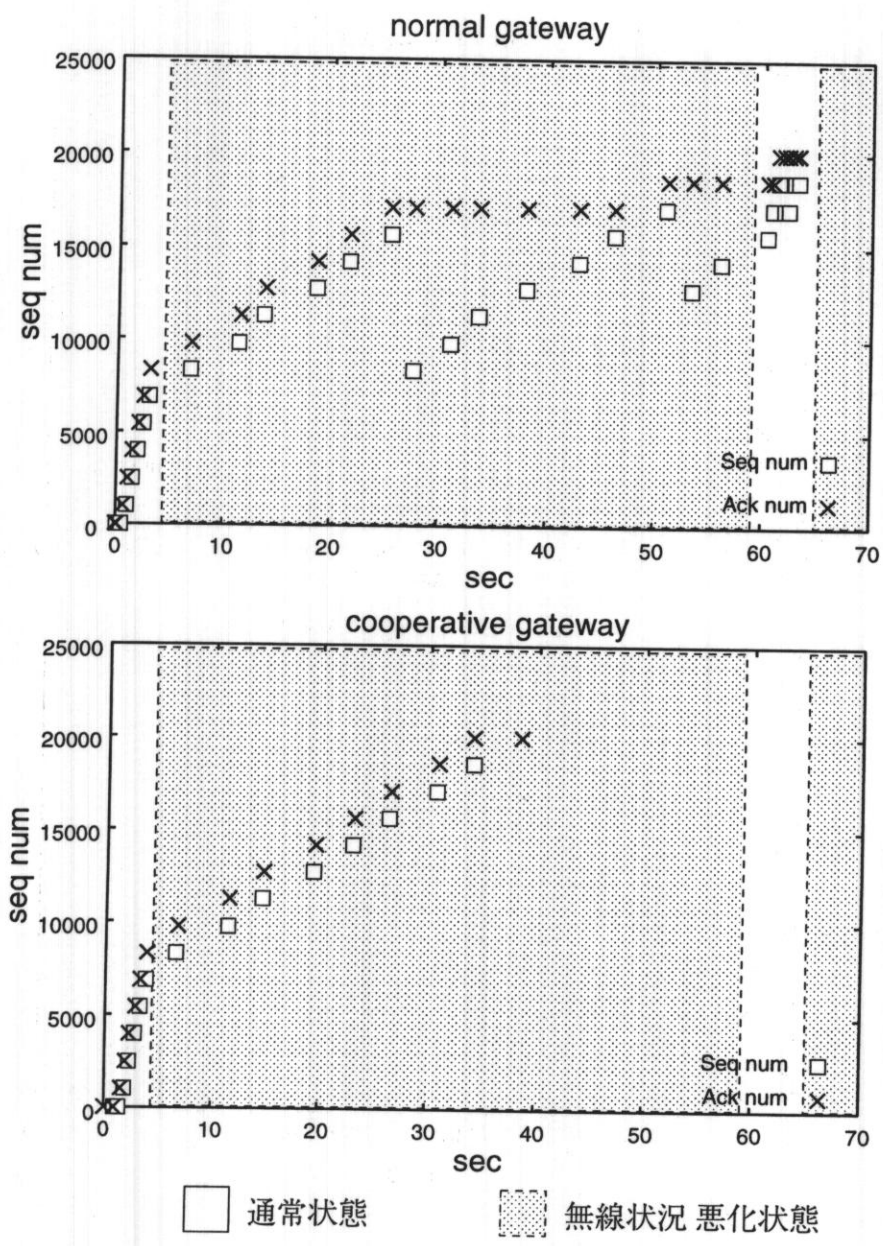 normal gateway
25000
20000
15000
10000
5000
0
seq num
Seq num
Ack num
0 10 20 30 40 50 60 70
sec
cooperative gateway
25000
20000
15000
10000
5000
0
seq num
Seq num
Ack num
0 10 20 30 40 50 60 70
sec
通常状態
無線状況 悪化状態